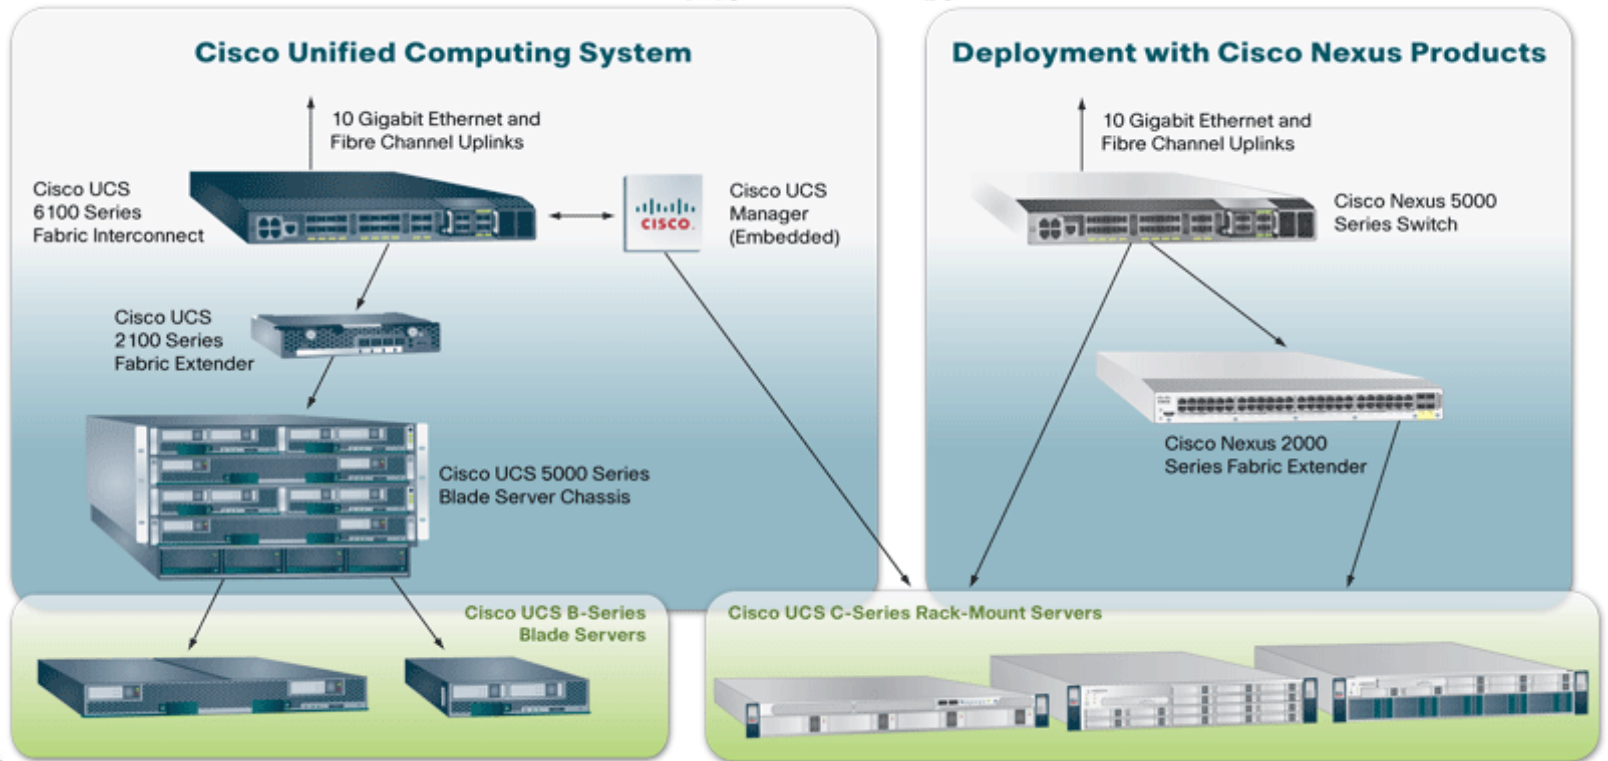 Cisco Unified Computing System
10 Gigabit Ethernet and
Fibre Channel Uplinks
Cisco UCS
6100 Series
Fabric Interconnect
CISCO.
Cisco UCS
Manager
(Embedded)
Cisco UCS
2100 Series
Fabric Extender
Cisco UCS 5000 Series
Blade Server Chassis
Cisco UCS B-Series
Blade Servers
Deployment with Cisco Nexus Products
10 Gigabit Ethernet and
Fibre Channel Uplinks
Cisco Nexus 5000
Series Switch
Cisco Nexus 2000
Series Fabric Extender
Cisco UCS C-Series Rack-Mount Servers